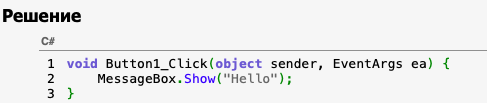 Решение
C#
1 void Button1_Click(object sender, EventArgs ea) {
2     MessageBox.Show("Hello");
3 }